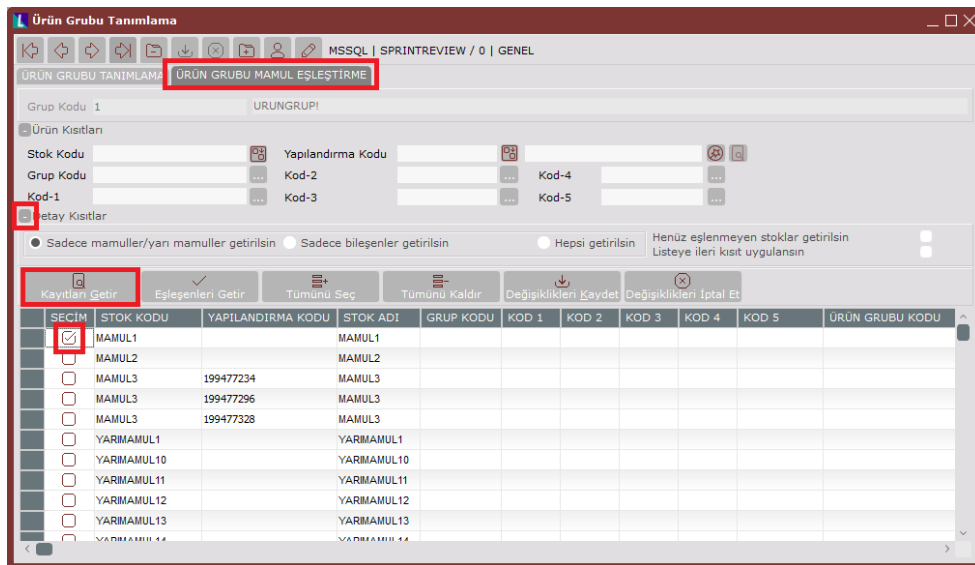 Ürün Grubu Tanımlama
MSSQL | SPRINTREVIEW / 0 | GENEL
ÜRÜN GRUBU TANIMLAMA ÜRÜN GRUBU MAMUL EŞLEŞTİRME
Grup Kodu 1 URUNGRUP!
Ürün Kısıtları
Stok Kodu Yapılandırma Kodu
Grup Kodu Kod-2 Kod-4
Kod-1 Kod-3 Kod-5
Detay Kısıtlar
Sadece mamuller/yarı mamuller getirilsin Sadece bileşenler getirilsin Hepsi getirilsin Henüz eşlenmeyen stoklar getirilsin
Listeye ileri kısıt uygulansın
Kayıtları Getir Eşleşenleri Getir Tümünü Seç Tümünü Kaldır Değişiklikleri Kaydet Değişiklikleri İptal Et
SEÇİM STOK KODU YAPILANDIRMA KODU STOK ADI GRUP KODU KOD 1 KOD 2 KOD 3 KOD 4 KOD 5 ÜRÜN GRUBU KODU
MAMUL1 MAMUL1
MAMUL2 MAMUL2
MAMUL3 199477234 MAMUL3
MAMUL3 199477296 MAMUL3
MAMUL3 199477328 MAMUL3
YARIMAMUL1 YARIMAMUL1
YARIMAMUL10 YARIMAMUL10
YARIMAMUL11 YARIMAMUL11
YARIMAMUL12 YARIMAMUL12
YARIMAMUL13 YARIMAMUL13
YARIMAMUL14 YARIMAMUL14